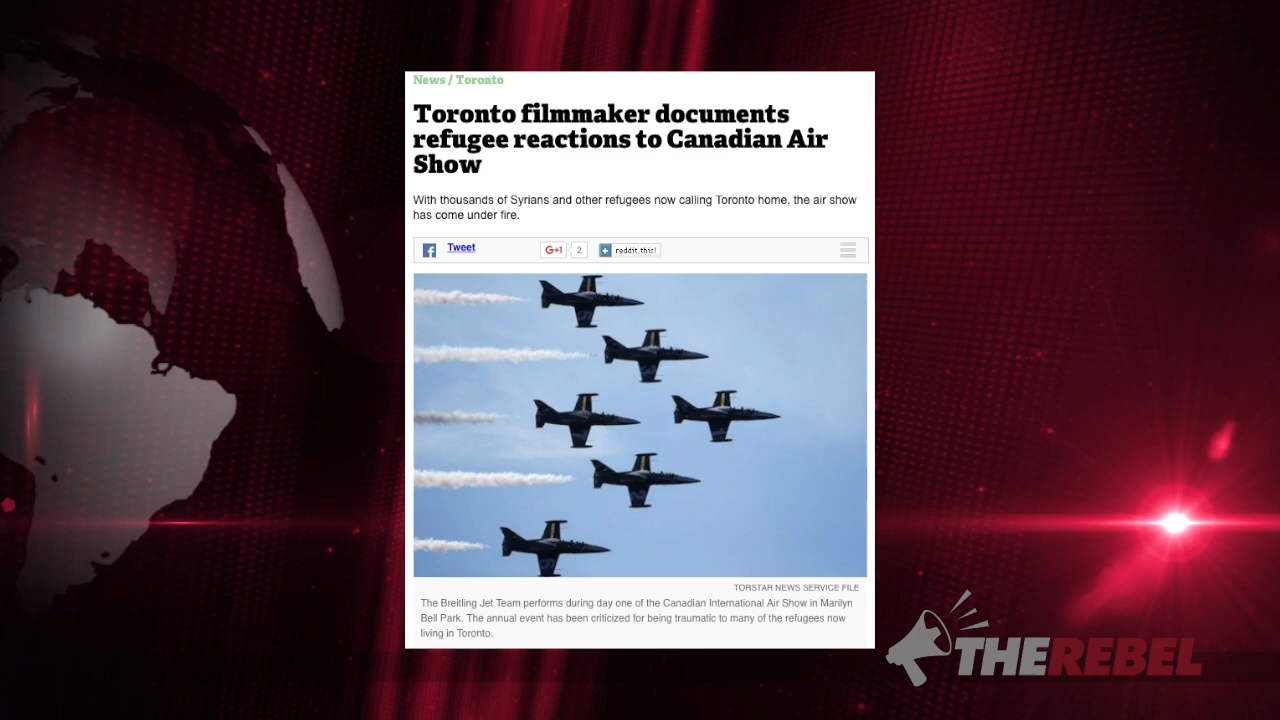 News / Toronto
Toronto filmmaker documents
refugee reactions to Canadian Air
Show
With thousands of Syrians and other refugees now calling Toronto home, the air show
has come under fire.
Tweet
G+1
2
reddit this!
TORSTAR NEWS SERVICE FILE
The Breitling Jet Team performs during day one of the Canadian International Air Show in Marilyn
Bell Park. The annual event has been criticized for being traumatic to many of the refugees now
living in Toronto.
THEREBEL